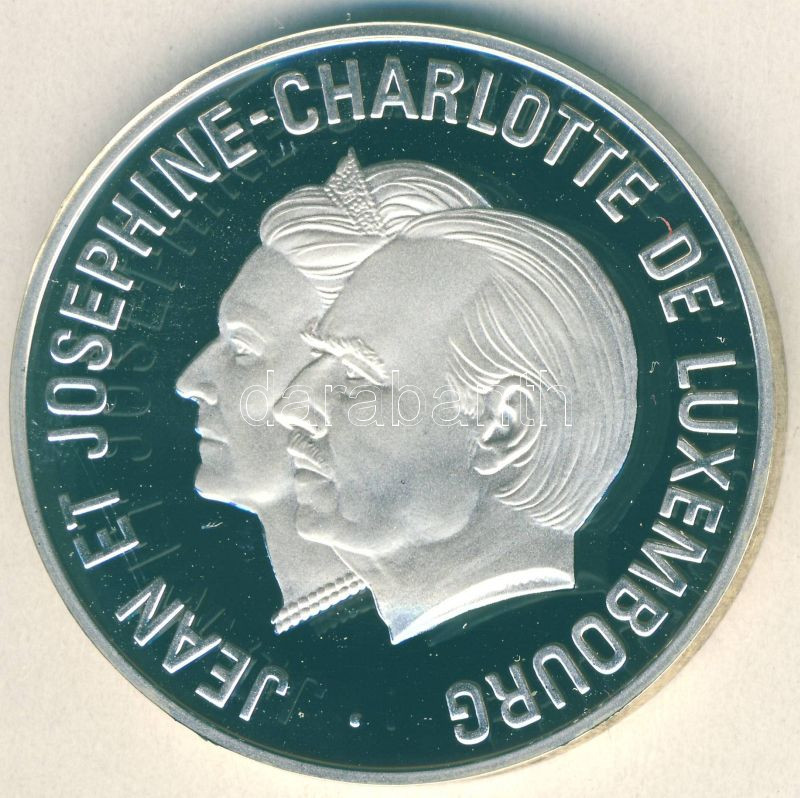 JEAN ET JOSEPHINE-CHARLOTTE DE LUXEMBOURG
darabanth